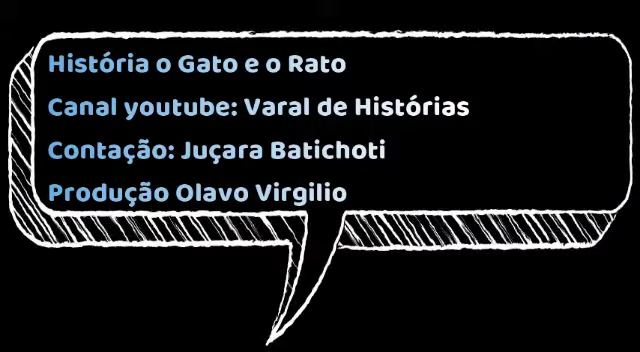 História o Gato e o Rato
Canal youtube: Varal de Histórias
Contação: Juçara Batichoti
Produção Olavo Virgilio